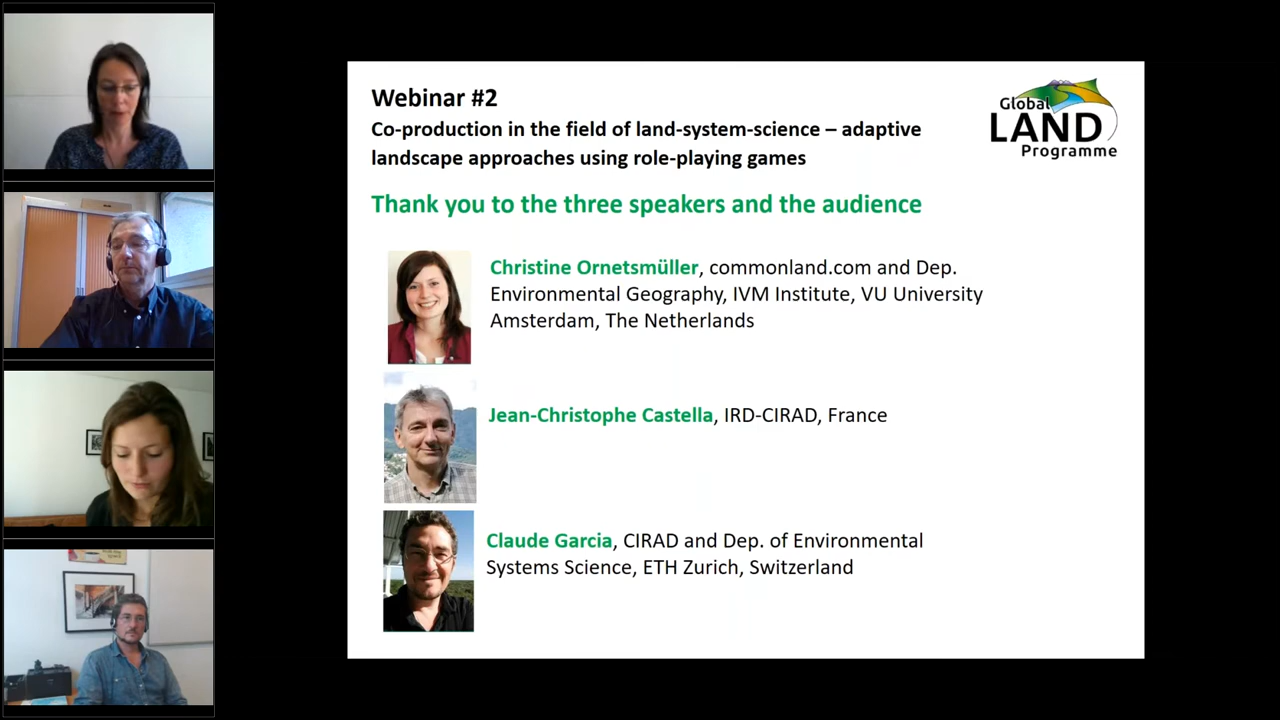 Webinar #2
Co-production in the field of land-system-science – adaptive
landscape approaches using role-playing games
Global
LAND
Programme
Thank you to the three speakers and the audience
Christine Ornetsmüller, commonland.com and Dep.
Environmental Geography, IVM Institute, VU University
Amsterdam, The Netherlands
Jean-Christophe Castella, IRD-CIRAD, France
Claude Garcia, CIRAD and Dep. of Environmental
Systems Science, ETH Zurich, Switzerland